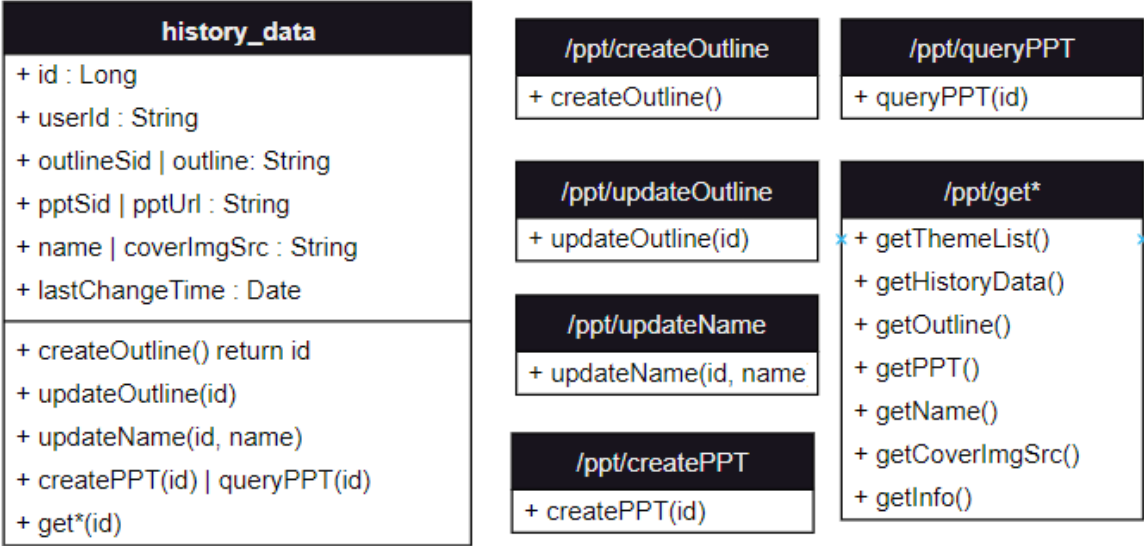 history_data
+ id : Long
+ userId : String
+ outlineSid | outline: String
+ pptSid | pptUrl : String
+ name | coverImgSrc : String
+ lastChangeTime : Date
+ createOutline() return id
+ updateOutline(id)
+ updateName(id, name)
+ createPPT(id) | queryPPT(id)
+ get*(id)
/ppt/createOutline
+ createOutline()
/ppt/updateOutline
+ updateOutline(id)
/ppt/updateName
+ updateName(id, name
/ppt/createPPT
+ createPPT(id)
/ppt/queryPPT
+ queryPPT(id)
/ppt/get*
+ getThemeList()
+ getHistoryData()
+ getOutline()
+ getPPT()
+ getName()
+ getCoverImgSrc()
+ getInfo()